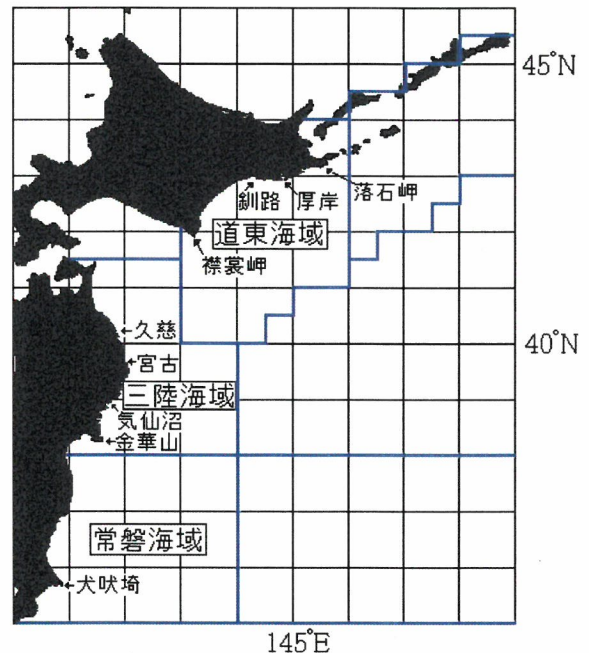 45°N
落石岬
釧路
厚岸
道東海域
襟裳岬
久慈
40°N
宮古
三陸海域
気仙沼
金華山
常磐海域
犬吠埼
145°E